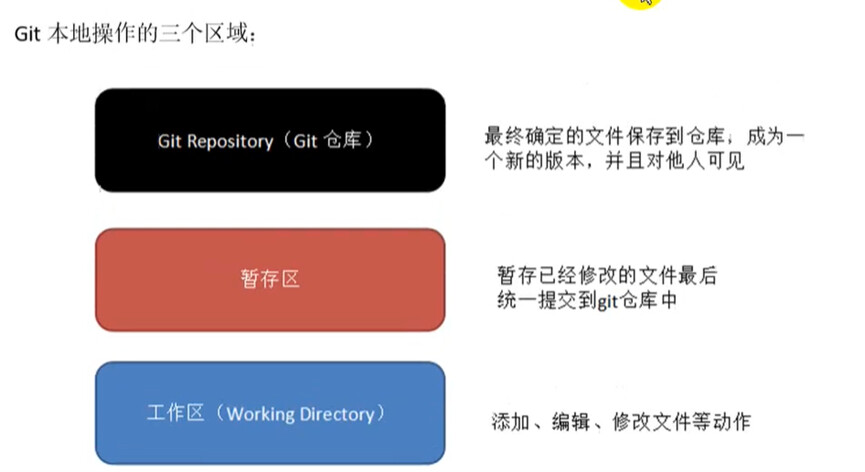 Git 本地操作的三个区域：
Git Repository（Git 仓库）
最终确定的文件保存到仓库，成为一
个新的版本，并且对他人可见
暂存区
暂存已经修改的文件最后
统一提交到git仓库中
工作区（Working Directory）
添加、编辑、修改文件等动作